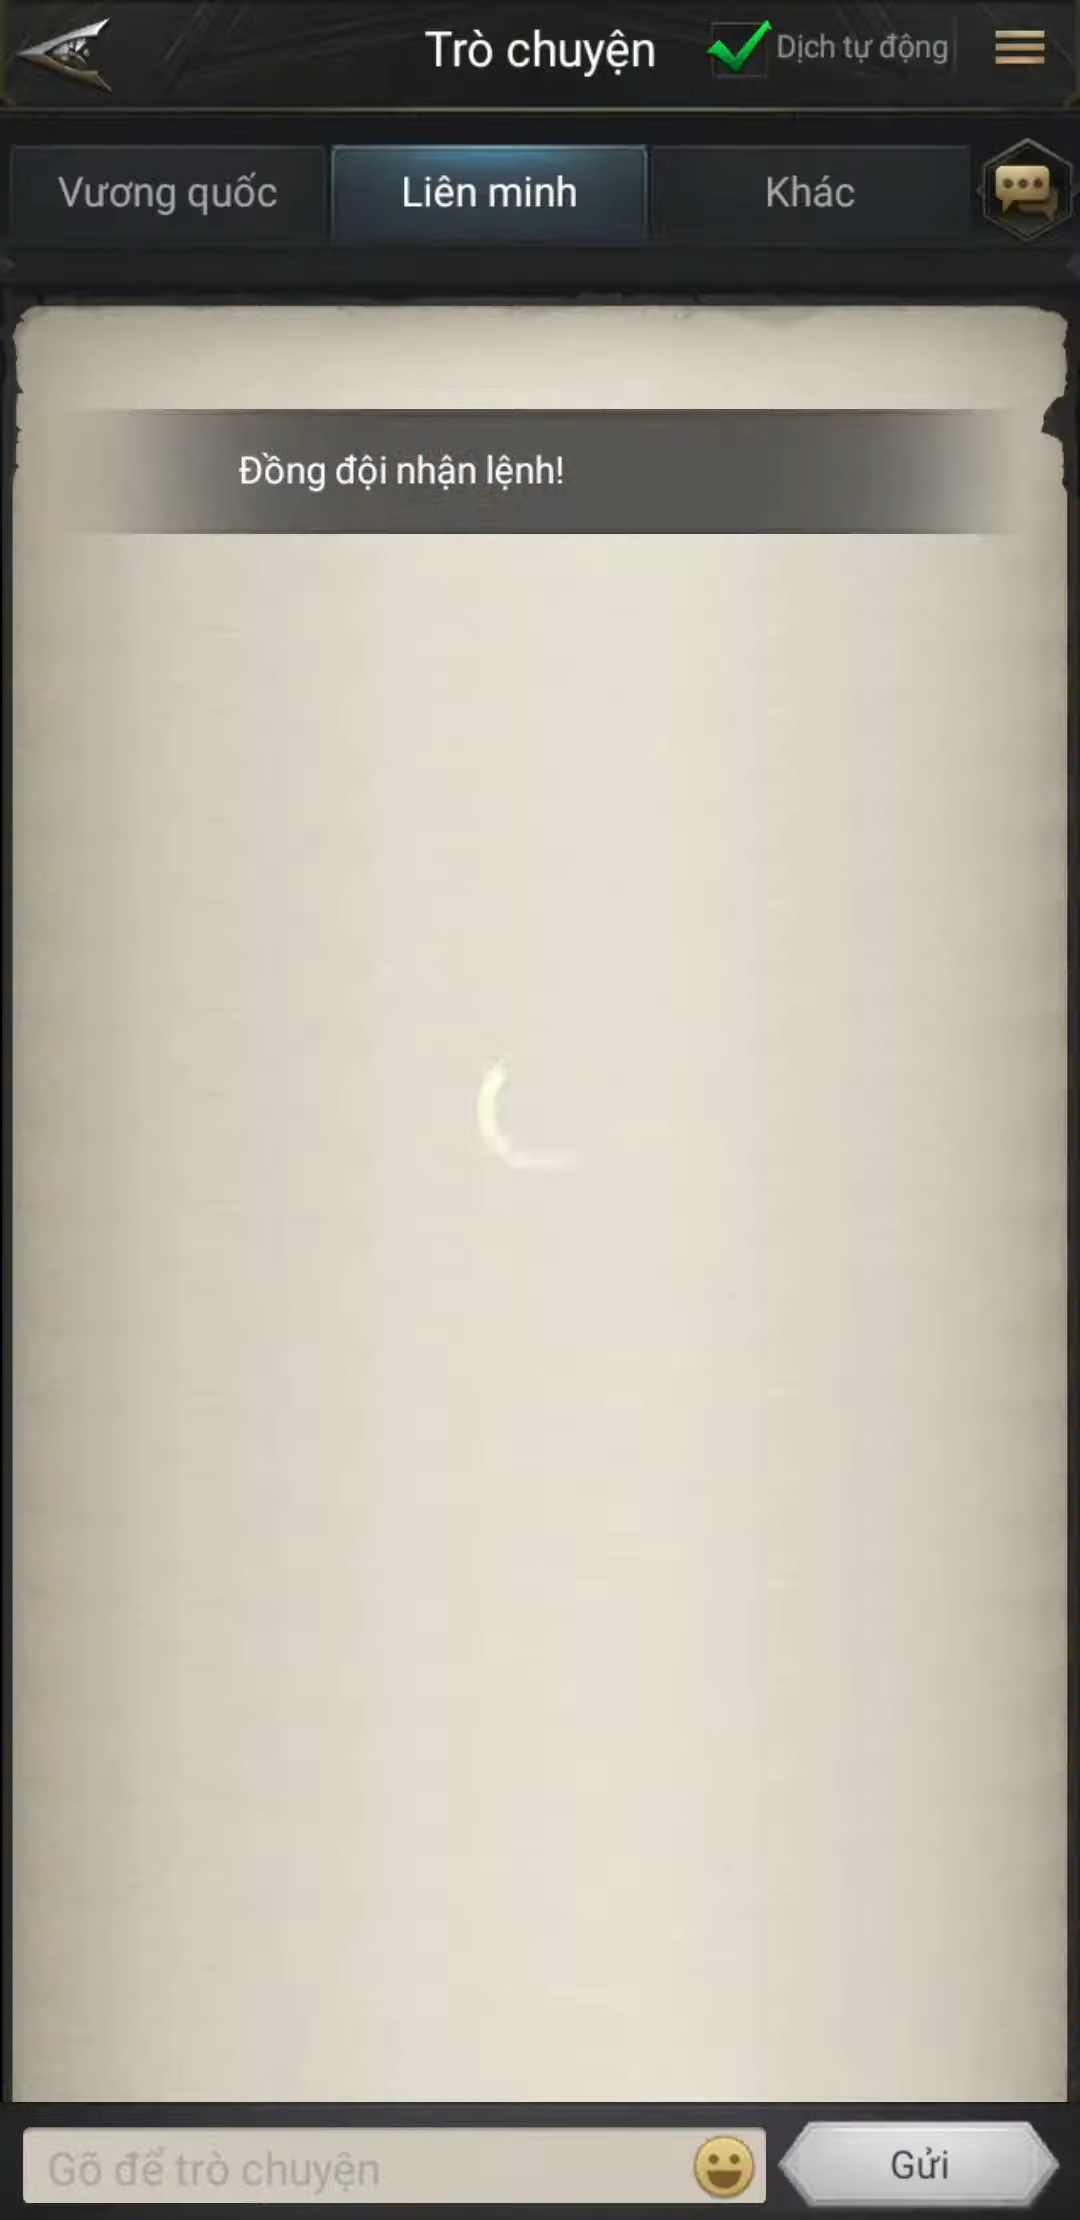 Trò chuyện
Dịch tự động
Vương quốc
Liên minh
Khác
Đồng đội nhận lệnh!
Gõ để trò chuyện
Gửi